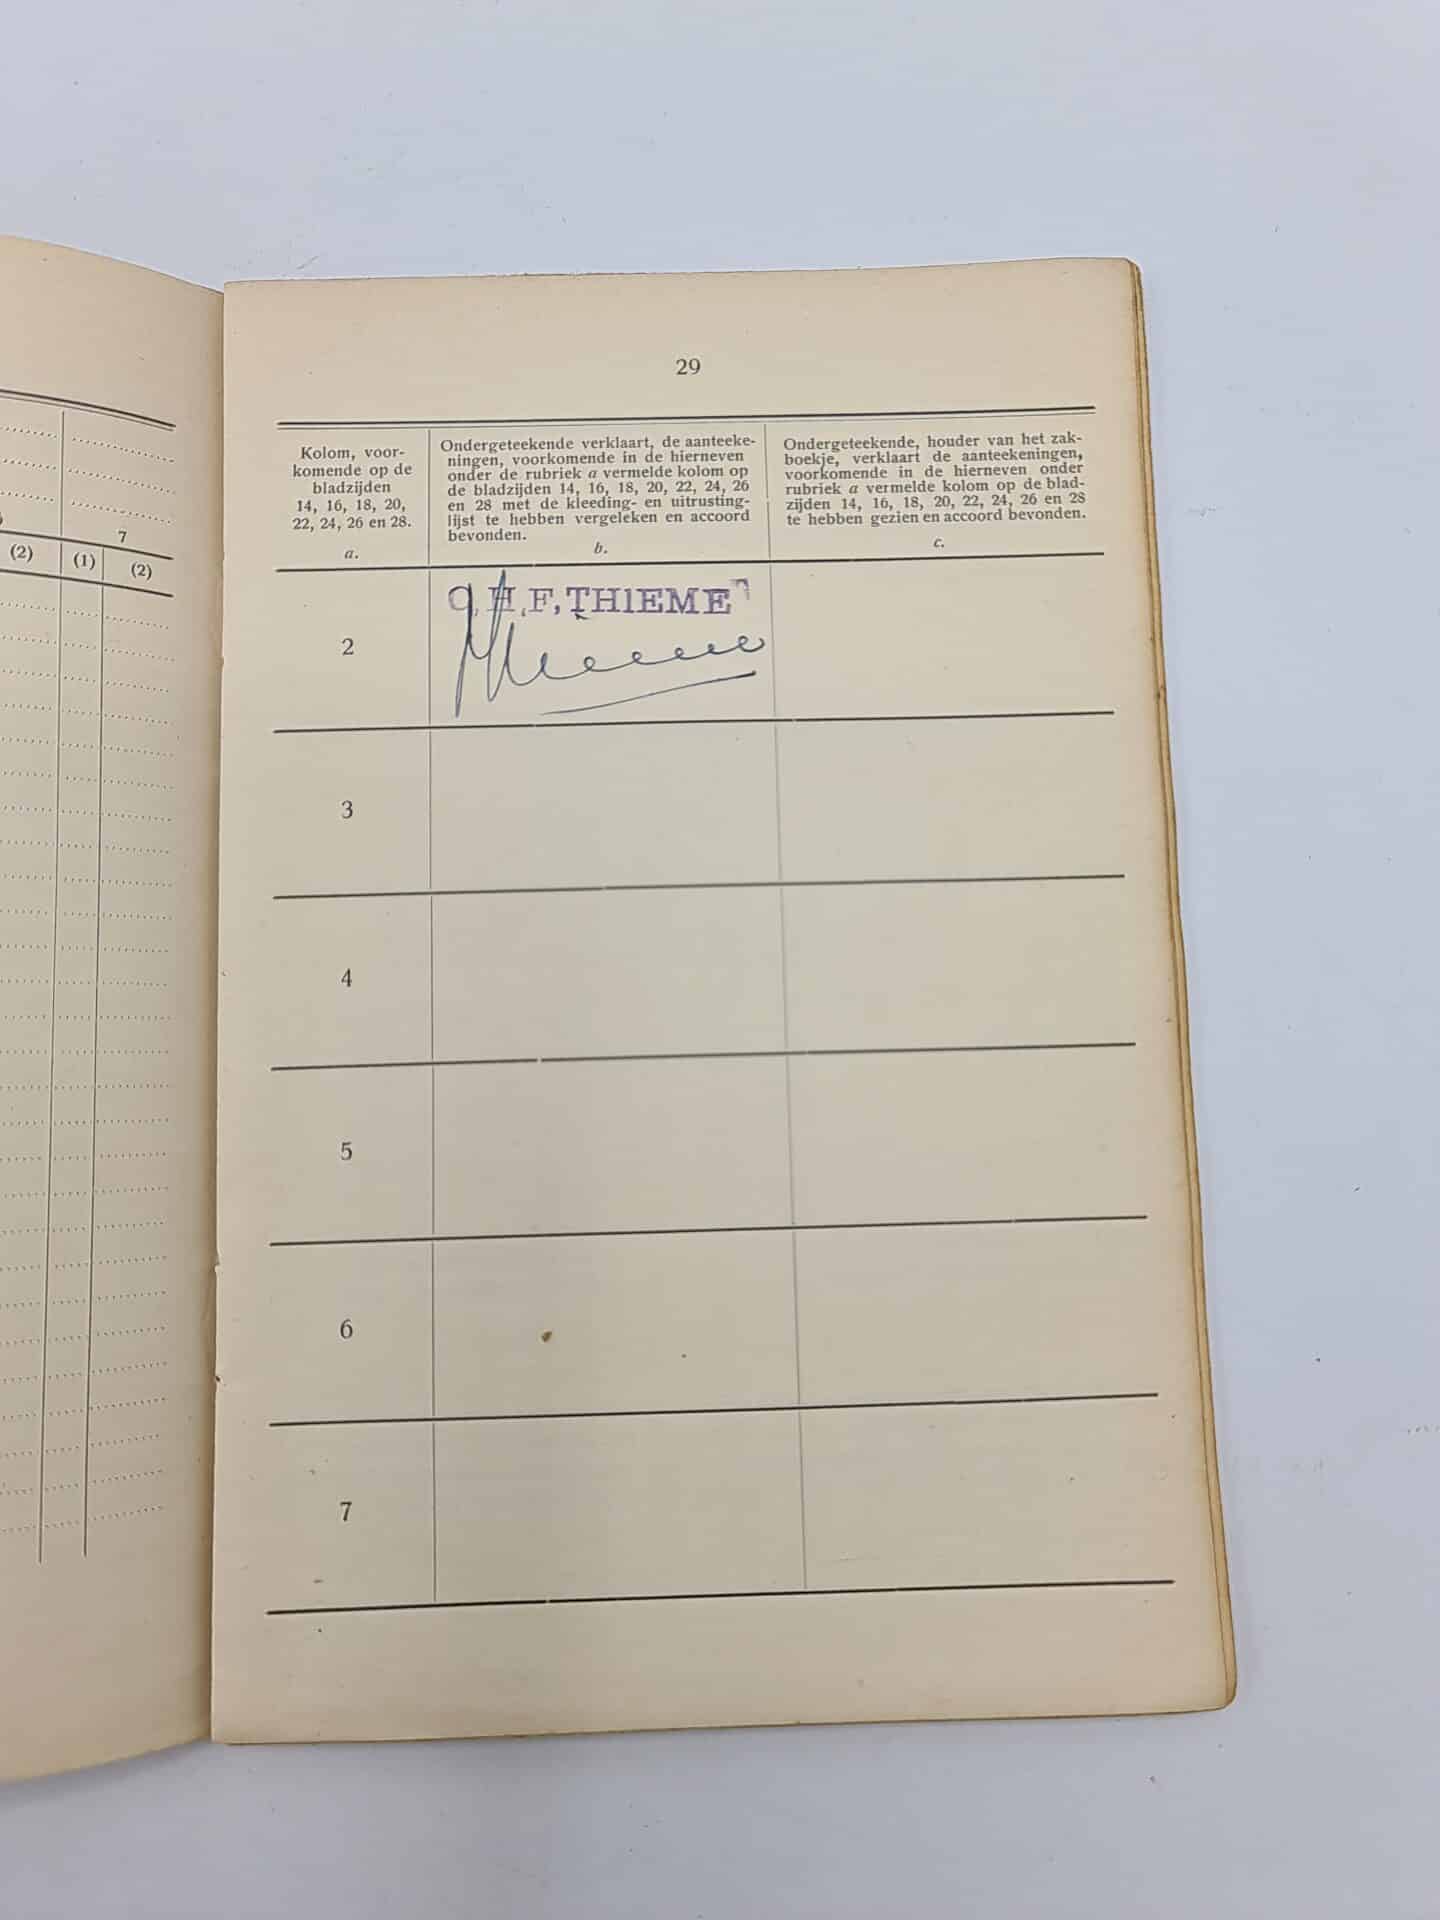 7
(2) (1) (2)
29
Kolom, voor-
komende op de
bladzijden
14, 16, 18, 20,
22, 24, 26 en 28.
a.
Ondergeteekende verklaart, de aanteeke-
ningen, voorkomende in de hierneven
onder de rubriek a vermelde kolom op
de bladzijden 14, 16, 18, 20, 22, 24, 26
en 28 met de kleeding- en uitrusting-
lijst te hebben vergeleken en accoord
bevonden.
b.
Ondergeteekende, houder van het zak-
boekje, verklaart de aanteekeningen,
voorkomende in de hierneven onder
rubriek a vermelde kolom op de blad-
zijden 14, 16, 18, 20, 22, 24, 26 en 28
te hebben gezien en accoord bevonden.
c.
2
H.F. THIEME
3
4
5
6
7